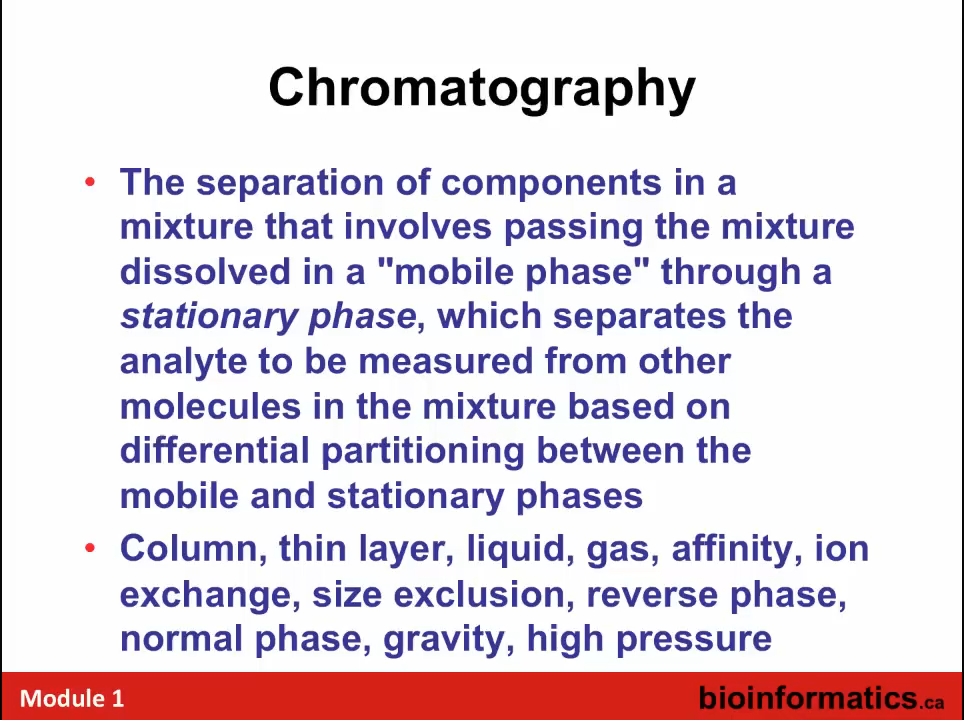 Chromatography
• The separation of components in a
mixture that involves passing the mixture
dissolved in a "mobile phase" through a
stationary phase, which separates the
analyte to be measured from other
molecules in the mixture based on
differential partitioning between the
mobile and stationary phases
• Column, thin layer, liquid, gas, affinity, ion
exchange, size exclusion, reverse phase,
normal phase, gravity, high pressure
Module 1
bioinformatics.ca